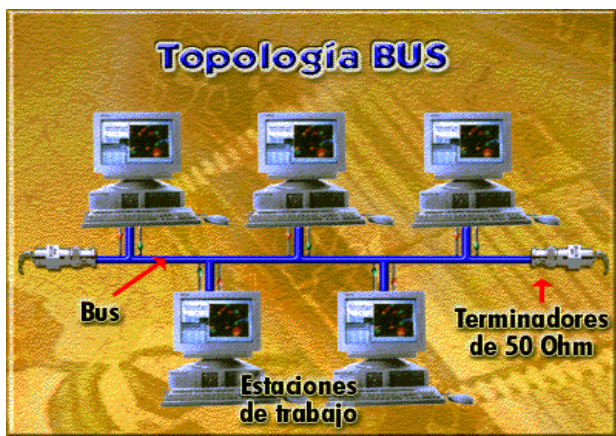 Topología BUS
Bus
Terminadores
de 50 Ohm
Estaciones
de trabajo